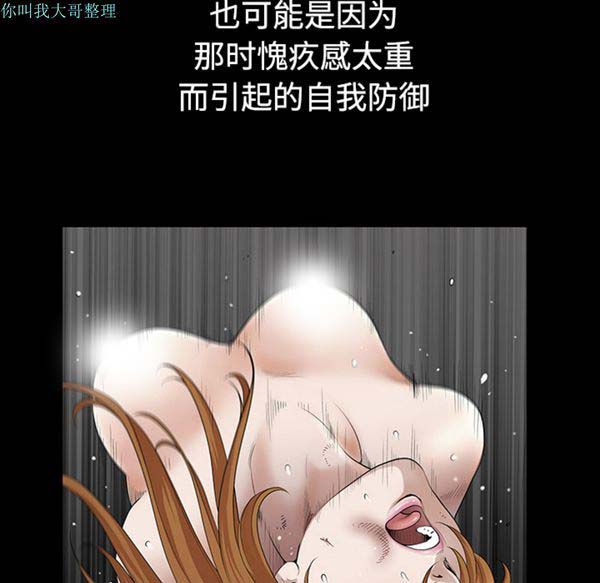 你叫我大哥整理
也可能是因为
那时愧疚感太重
而引起的自我防御